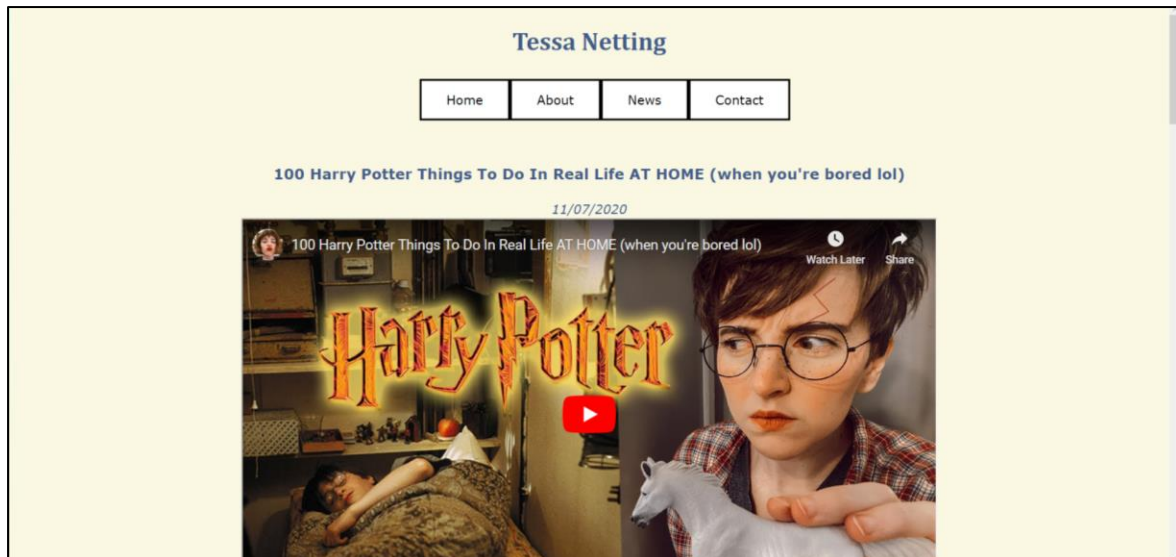 Tessa Netting
Home About News Contact
100 Harry Potter Things To Do In Real Life AT HOME (when you're bored lol)
11/07/2020
100 Harry Potter Things To Do In Real Life AT HOME (when you're bored lol)
Watch Later Share
Harry Potter